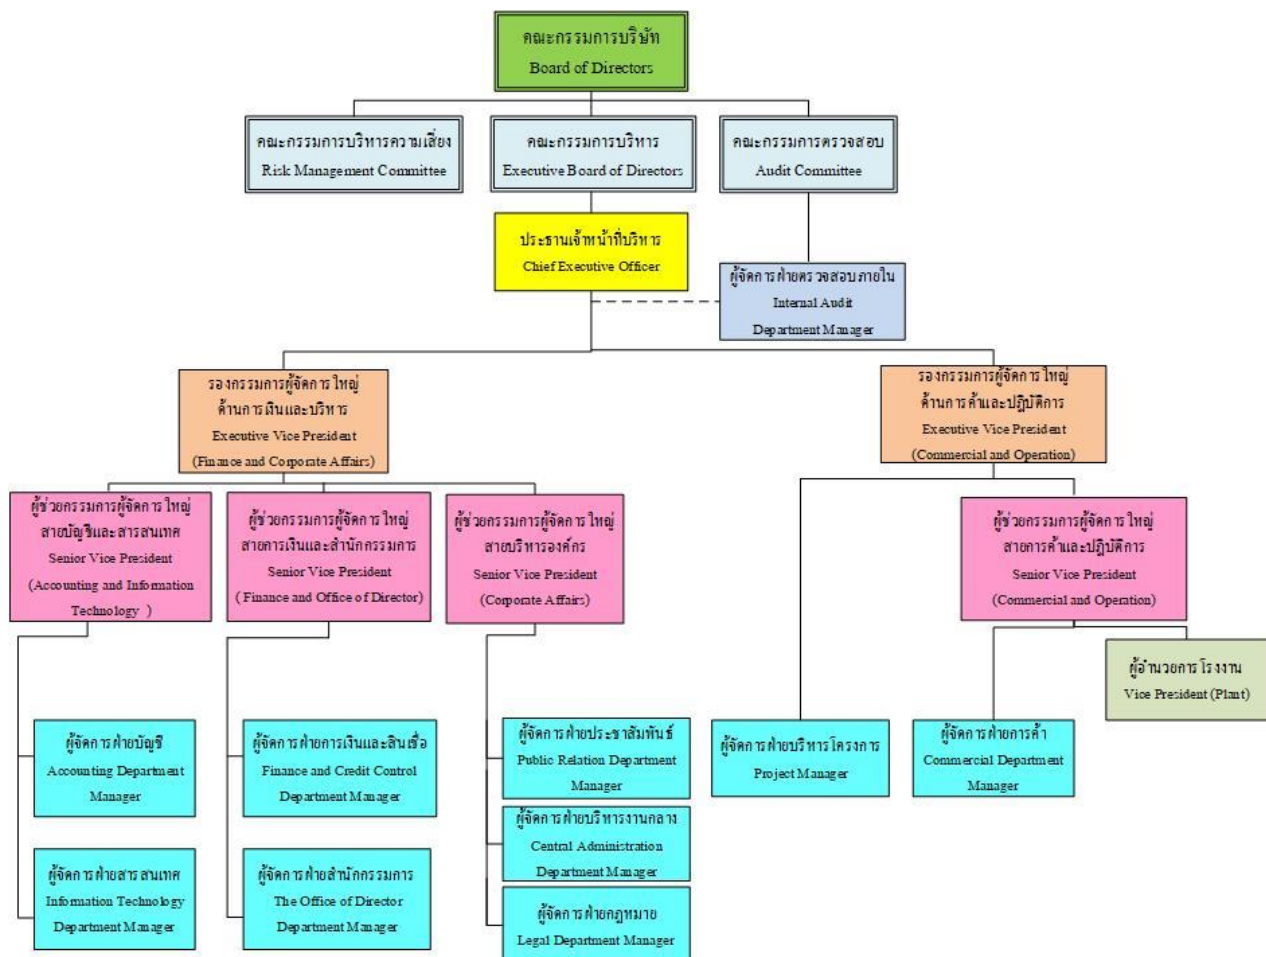 คณะกรรมการบริษัท
Board of Directors
คณะกรรมการบริหารความเสี่ยง
Risk Management Committee
คณะกรรมการบริหาร
Executive Board of Directors
คณะกรรมการตรวจสอบ
Audit Committee
ประธานเจ้าหน้าที่บริหาร
Chief Executive Officer
ผู้จัดการฝ่ายตรวจสอบภายใน
Internal Audit
Department Manager
รองกรรมการผู้จัดการใหญ่
ด้านการเงินและบริหาร
Executive Vice President
(Finance and Corporate Affairs)
รองกรรมการผู้จัดการใหญ่
ด้านการค้าและปฏิบัติการ
Executive Vice President
(Commercial and Operation)
ผู้ช่วยกรรมการผู้จัดการใหญ่
สายบัญชีและสารสนเทศ
Senior Vice President
(Accounting and Information
Technology )
ผู้ช่วยกรรมการผู้จัดการใหญ่
สายการเงินและสำนักกรรมการ
Senior Vice President
( Finance and Office of Director)
ผู้ช่วยกรรมการผู้จัดการใหญ่
สายบริหารองค์กร
Senior Vice President
(Corporate Affairs)
ผู้ช่วยกรรมการผู้จัดการใหญ่
สายการค้าและปฏิบัติการ
Senior Vice President
(Commercial and Operation)
ผู้อำนวยการโรงงาน
Vice President (Plant)
ผู้จัดการฝ่ายบัญชี
Accounting Department
Manager
ผู้จัดการฝ่ายการเงินและสินเชื่อ
Finance and Credit Control
Department Manager
ผู้จัดการฝ่ายประชาสัมพันธ์
Public Relation Department
Manager
ผู้จัดการฝ่ายบริหารโครงการ
Project Manager
ผู้จัดการฝ่ายการค้า
Commercial Department
Manager
ผู้จัดการฝ่ายบริหารงานกลาง
Central Administration
Department Manager
ผู้จัดการฝ่ายสารสนเทศ
Information Technology
Department Manager
ผู้จัดการฝ่ายสำนักกรรมการ
The Office of Director
Department Manager
ผู้จัดการฝ่ายกฎหมาย
Legal Department Manager